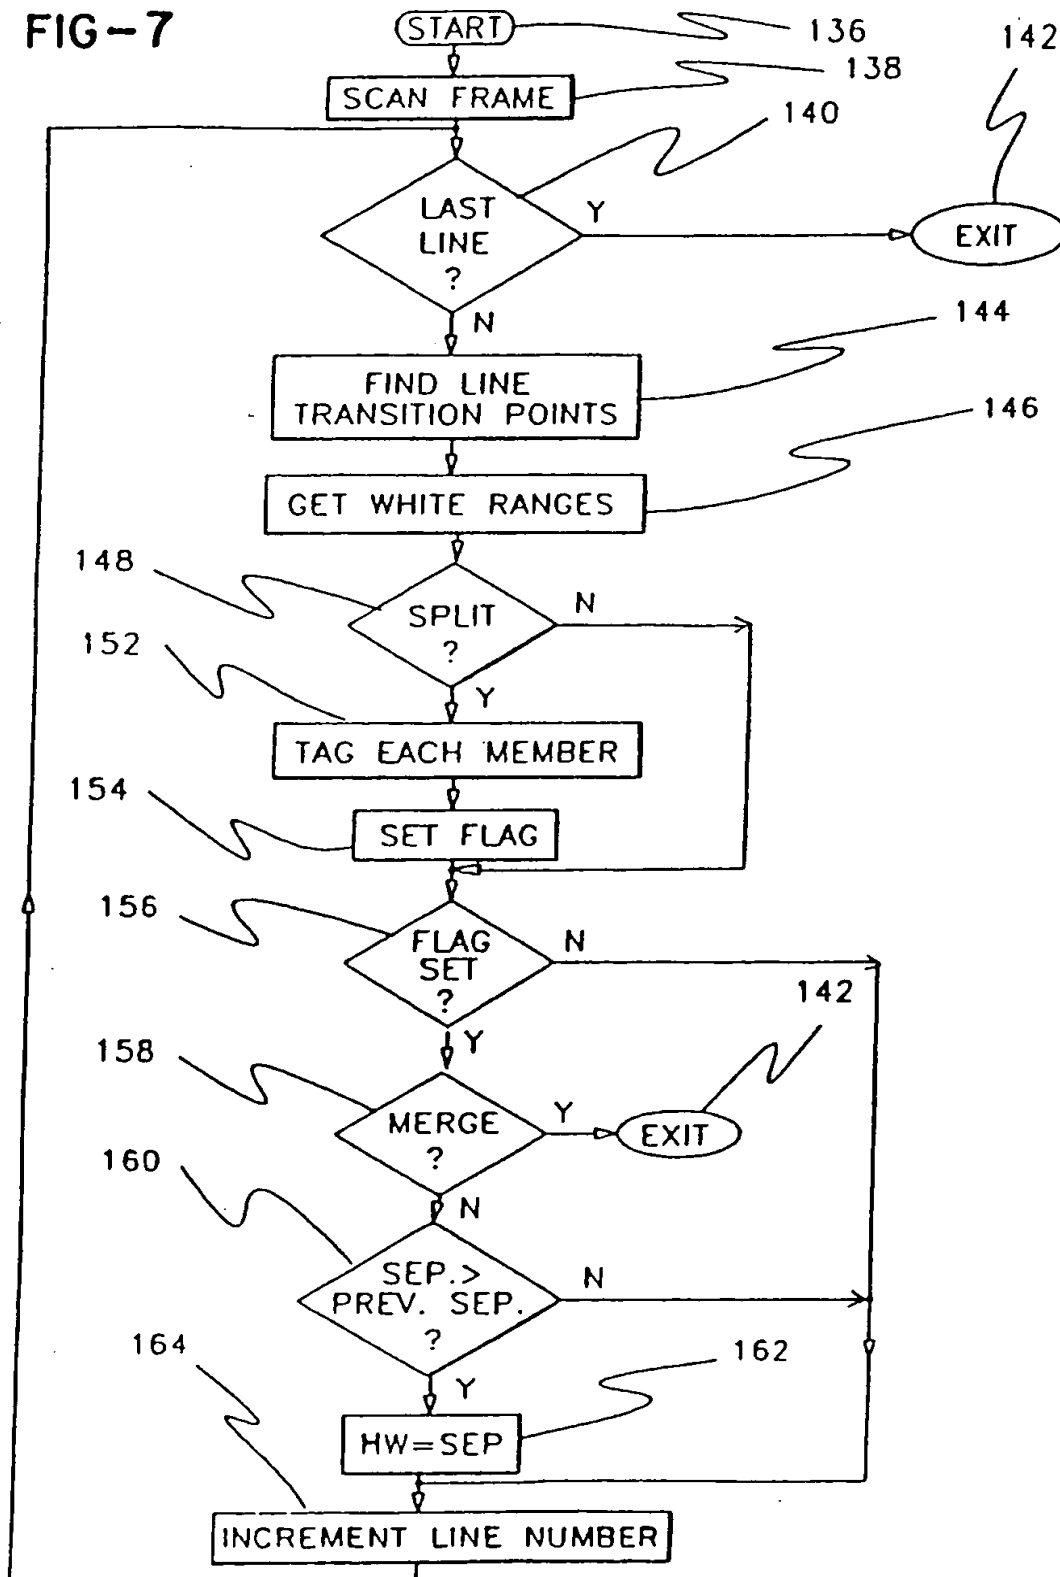 FIG-7
START
136
142
SCAN FRAME
138
140
LAST
LINE
?
Y
EXIT
N
144
FIND LINE
TRANSITION POINTS
146
GET WHITE RANGES
148
SPLIT
?
N
152
Y
TAG EACH MEMBER
154
SET FLAG
156
FLAG
SET
?
N
142
Y
158
MERGE
?
Y
EXIT
160
N
SEP.>
PREV. SEP.
?
N
164
162
Y
HW=SEP
INCREMENT LINE NUMBER